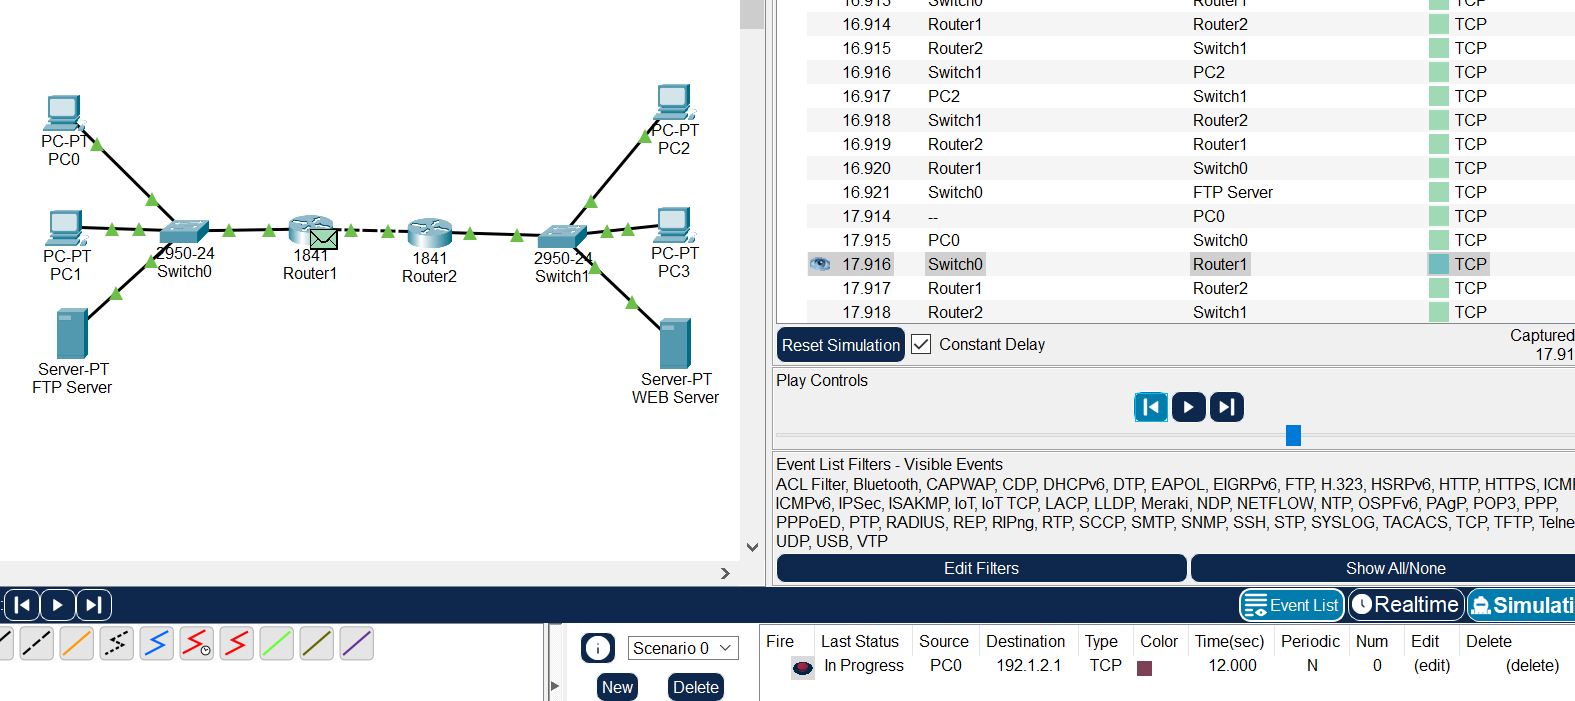 PC-PT
PC0
PC-PT
PC1
Server-PT
FTP Server
2950-24
Switch0
1841
Router1
1841
Router2
2950-24
Switch1
PC-PT
PC2
PC-PT
PC3
Server-PT
WEB Server
16.913 Switch0 Router1 TCP
16.914 Router1 Router2 TCP
16.915 Router2 Switch1 TCP
16.916 Switch1 PC2 TCP
16.917 PC2 Switch1 TCP
16.918 Switch1 Router2 TCP
16.919 Router2 Router1 TCP
16.920 Router1 Switch0 TCP
16.921 Switch0 FTP Server TCP
17.914 -- PC0 TCP
17.915 PC0 Switch0 TCP
17.916 Switch0 Router1 TCP
17.917 Router1 Router2 TCP
17.918 Router2 Switch1 TCP
Reset Simulation Constant Delay Captured
17.91
Play Controls
Event List Filters - Visible Events
ACL Filter, Bluetooth, CAPWAP, CDP, DHCPv6, DTP, EAPOL, EIGRPv6, FTP, H.323, HSRPv6, HTTP, HTTPS,
ICMPv6, IPSec, ISAKMP, IoT, IoT TCP, LACP, LLDP, Meraki, NDP, NETFLOW, NTP, OSPFv6, PAgP, POP3, PPP,
PPPoED, PTP, RADIUS, REP, RIPng, RTP, SCCP, SMTP, SNMP, SSH, STP, SYSLOG, TACACS, TCP, TFTP, Telne
UDP, USB, VTP
Edit Filters Show All/None
Event List Realtime Simulati
Scenario 0
New Delete
Fire Last Status Source Destination Type Color Time(sec) Periodic Num Edit Delete
In Progress PC0 192.1.2.1 TCP 12.000 N 0 (edit) (delete)